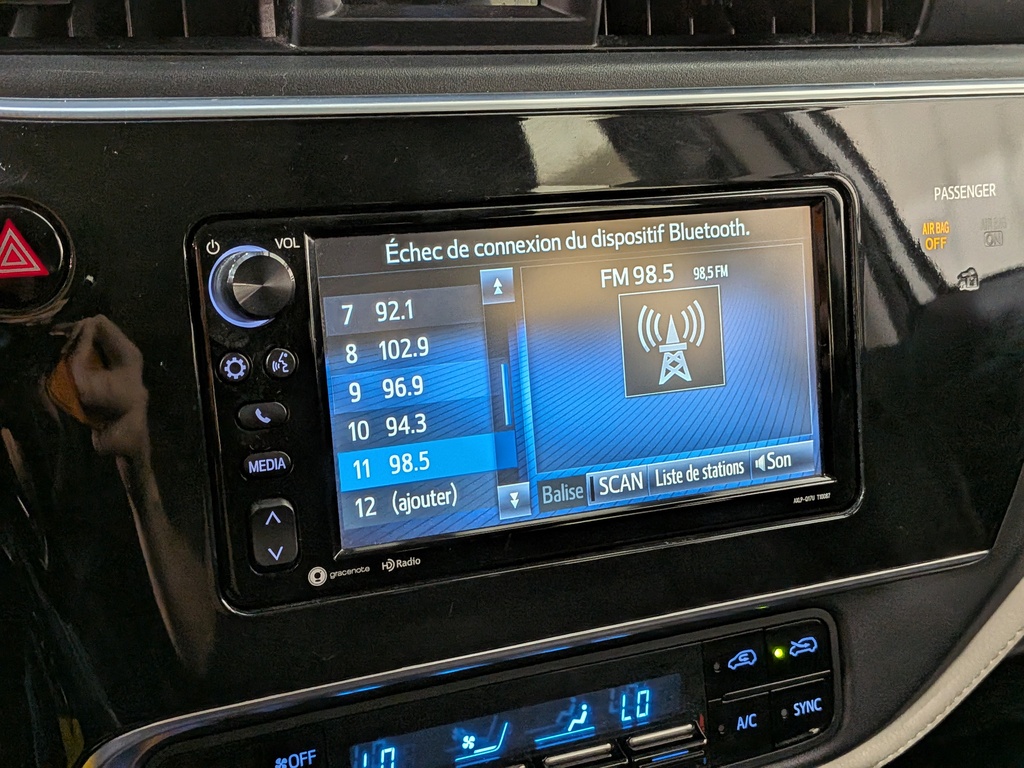 PASSENGER
AIR BAG
OFF
AIR BAG
ON
VOL
Échec de connexion du dispositif Bluetooth.
FM 98.5 98,5 FM
7 92.1
8 102.9
9 96.9
10 94.3
11 98.5
12 (ajouter)
Balise SCAN Liste de stations Son
MEDIA
gracenote HD Radio
LO
LO
OFF
A/C
SYNC